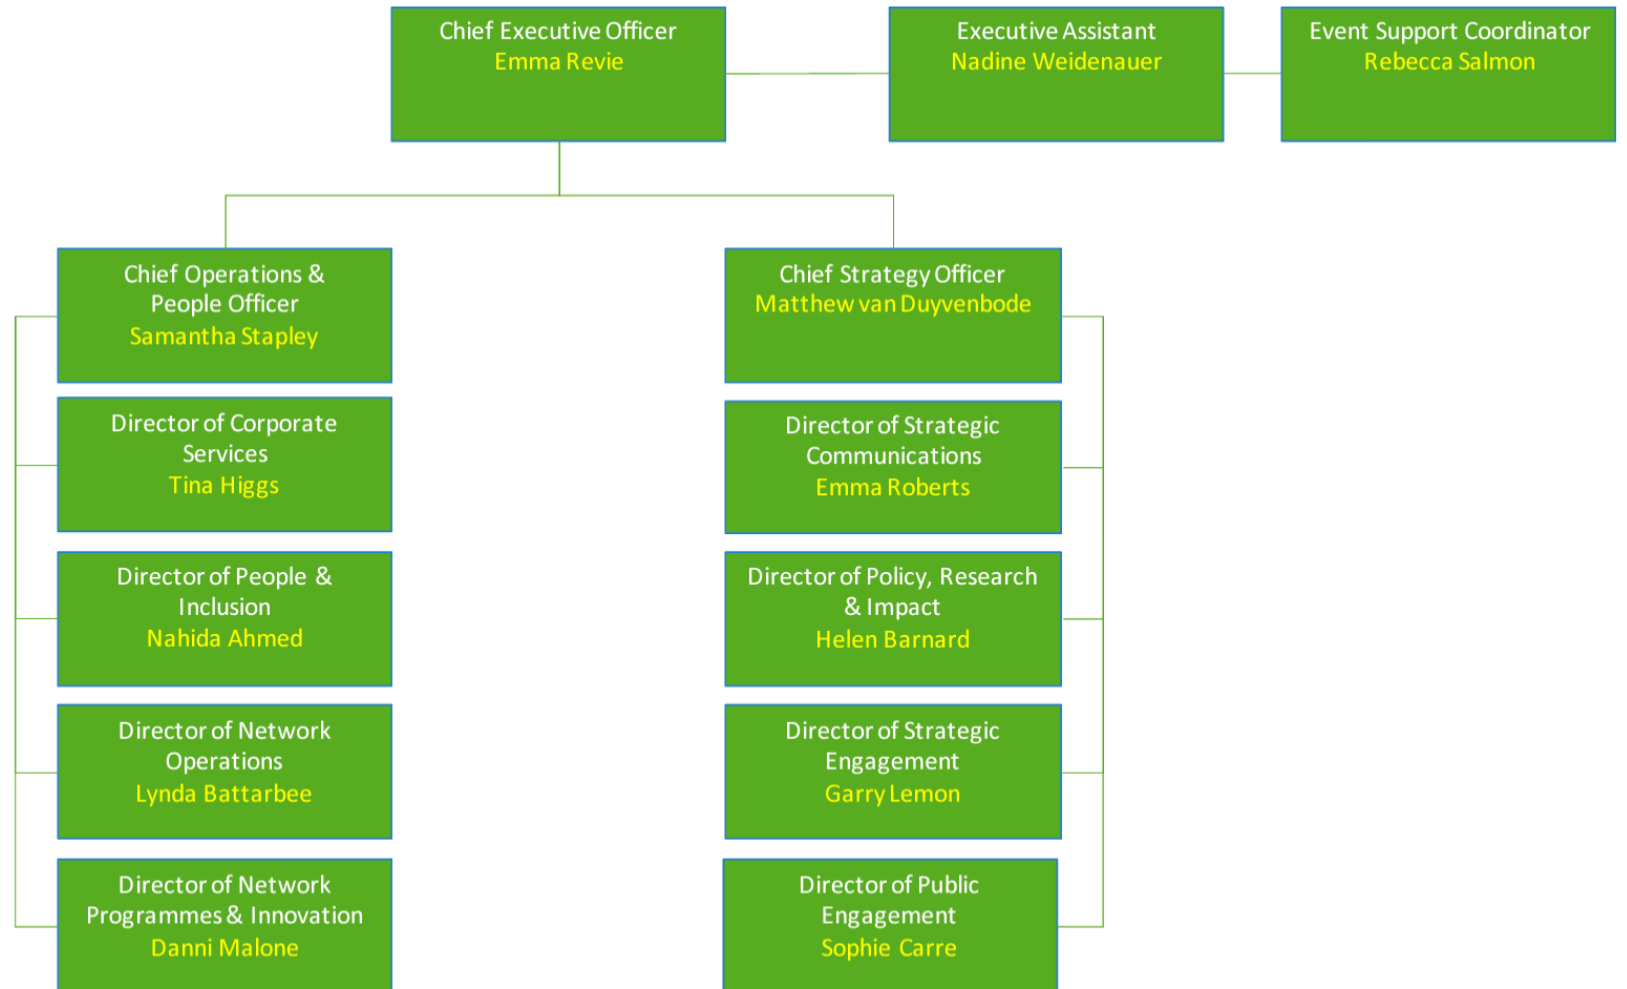 Chief Executive Officer
Emma Revie
Executive Assistant
Nadine Weidenauer
Event Support Coordinator
Rebecca Salmon
Chief Operations &
People Officer
Samantha Stapley
Director of Corporate
Services
Tina Higgs
Director of People &
Inclusion
Nahida Ahmed
Director of Network
Operations
Lynda Battarbee
Director of Network
Programmes & Innovation
Danni Malone
Chief Strategy Officer
Matthew van Duyvenbode
Director of Strategic
Communications
Emma Roberts
Director of Policy, Research
& Impact
Helen Barnard
Director of Strategic
Engagement
Garry Lemon
Director of Public
Engagement
Sophie Carre